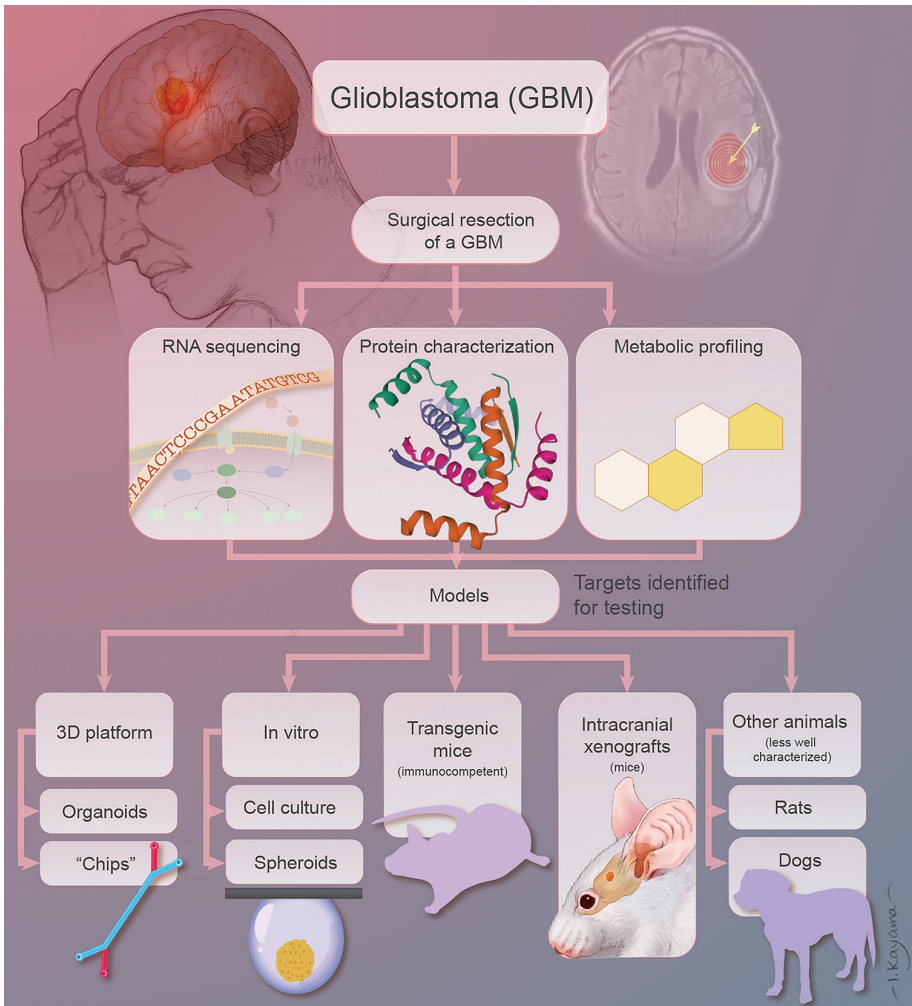 Glioblastoma (GBM)
Surgical resection
of a GBM
RNA sequencing
Protein characterization
Metabolic profiling
TAACTCCCCGAATATGTCG
Models
Targets identified
for testing
3D platform
Organoids
“Chips”
In vitro
Cell culture
Spheroids
Transgenic
mice
(immunocompetent)
Intracranial
xenografts
(mice)
Other animals
(less well
characterized)
Rats
Dogs
I. Kayama